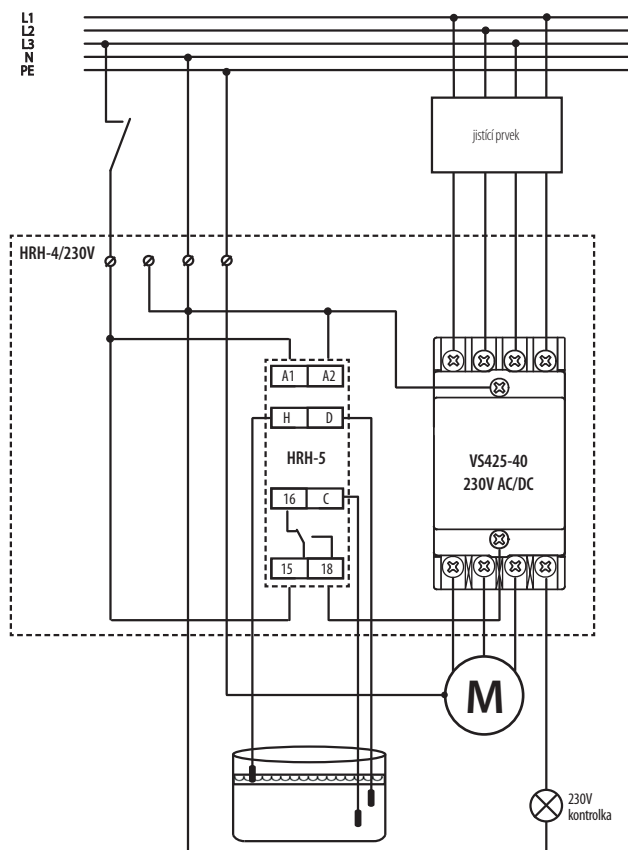 L1
L2
L3
N
PE
jistící prvek
HRH-4/230V
A1 A2
H D
HRH-5
VS425-40
230V AC/DC
16 C
15 18
M
230V
kontrolka